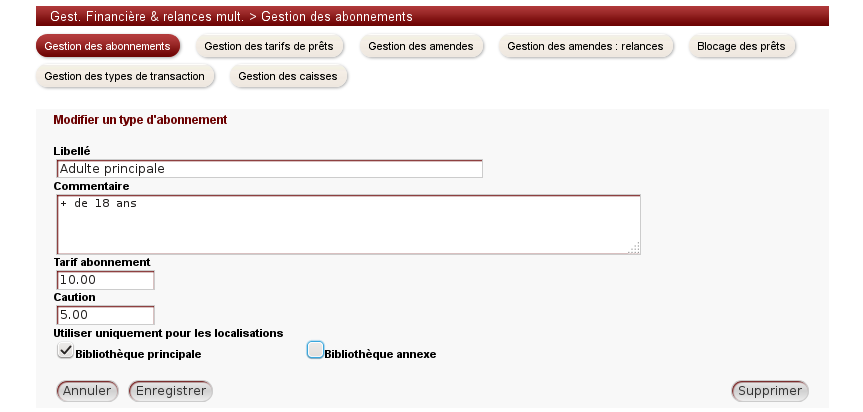 Gest. Financière & relances mult. > Gestion des abonnements
Gestion des abonnements Gestion des tarifs de prêts Gestion des amendes Gestion des amendes : relances Blocage des prêts
Gestion des types de transaction Gestion des caisses
Modifier un type d'abonnement
Libellé
Adulte principale
Commentaire
+ de 18 ans
Tarif abonnement
10.00
Caution
5.00
Utiliser uniquement pour les localisations
Bibliothèque principale Bibliothèque annexe
Annuler Enregistrer Supprimer